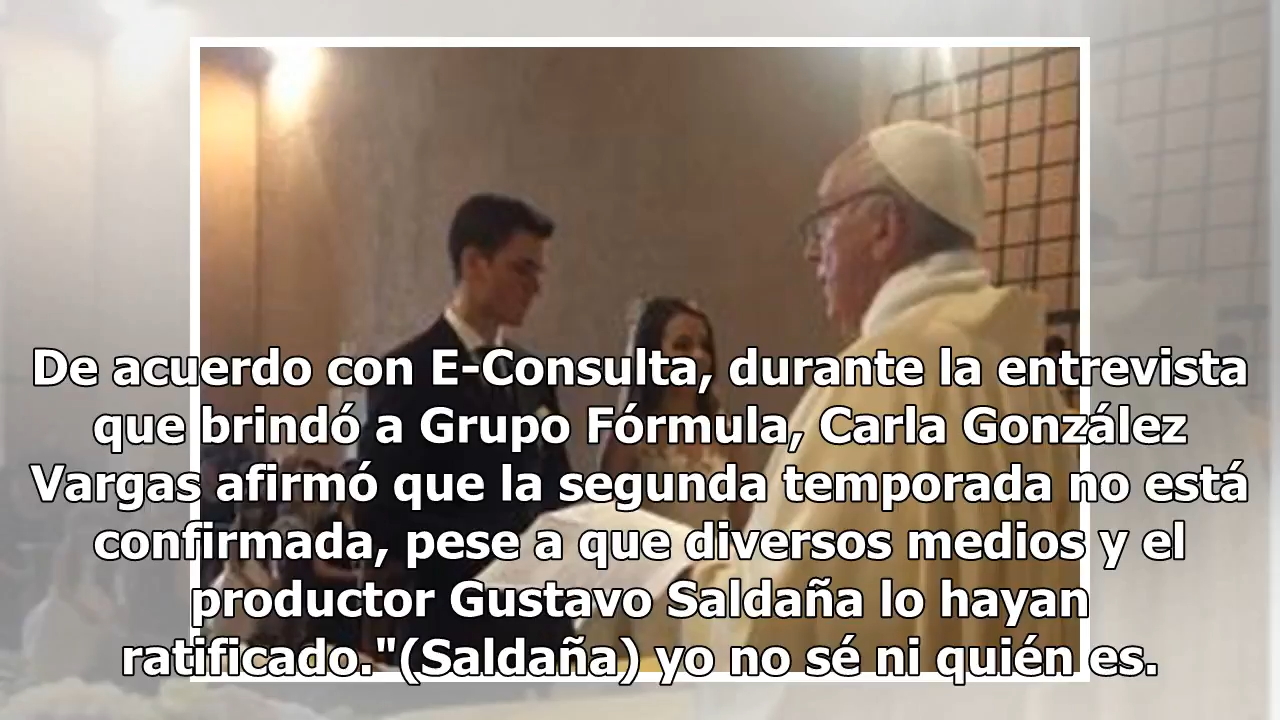 De acuerdo con E-Consulta, durante la entrevista
que brindó a Grupo Fórmula, Carla González
Vargas afirmó que la segunda temporada no está
confirmada, pese a que diversos medios y el
productor Gustavo Saldaña lo hayan
ratificado."(Saldaña) yo no sé ni quién es.